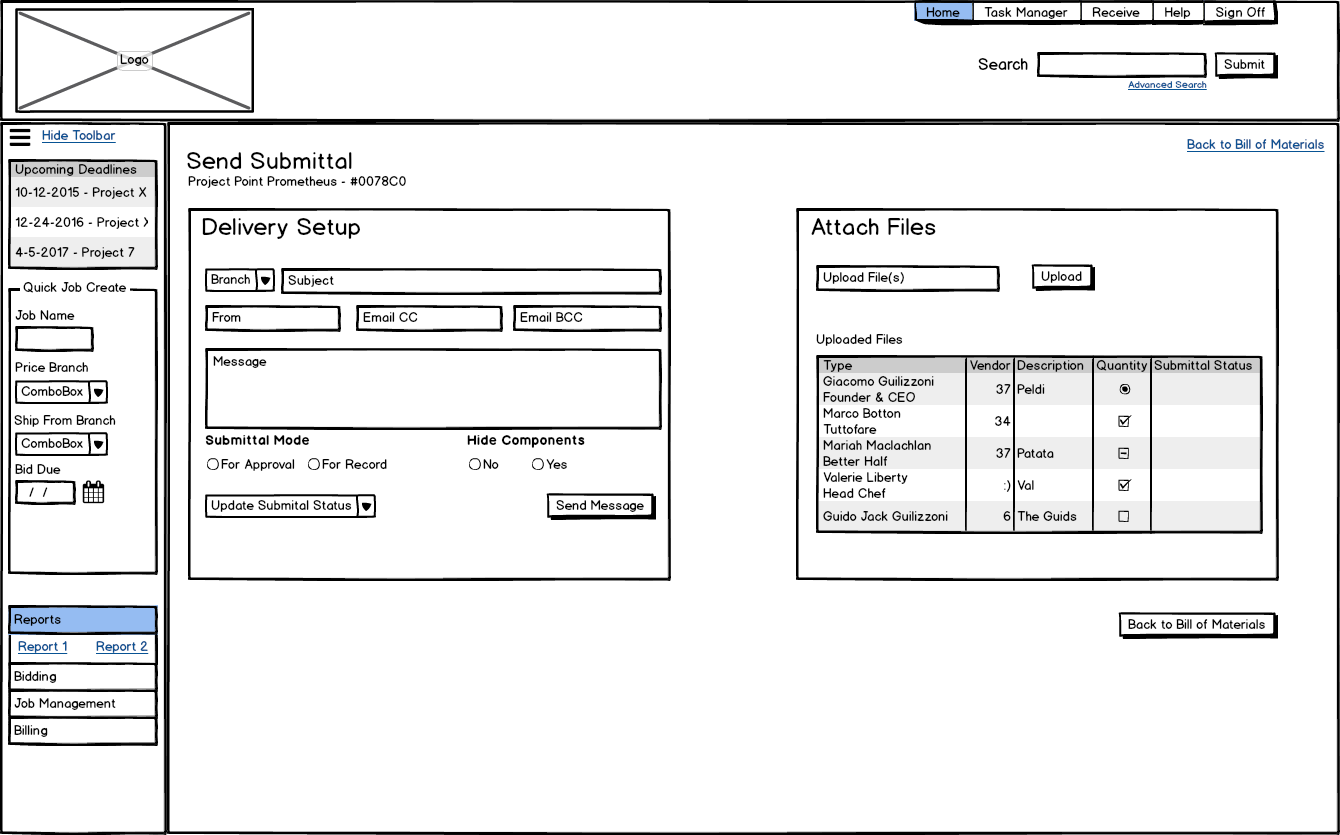 Home Task Manager Receive Help Sign Off
Logo
Search Submit
Advanced Search
Hide Toolbar
Upcoming Deadlines
10-12-2015 - Project X
12-24-2016 - Project
4-5-2017 - Project 7
Quick Job Create
Job Name
Price Branch
ComboBox
Ship From Branch
ComboBox
Bid Due
/ /
Reports
Report 1 Report 2
Bidding
Job Management
Billing
Back to Bill of Materials
Send Submittal
Project Point Prometheus - #0078C0
Delivery Setup
Branch Subject
From Email CC Email BCC
Message
Submittal Mode Hide Components
For Approval For Record No Yes
Update Submital Status Send Message
Attach Files
Upload File(s) Upload
Uploaded Files
Type Vendor Description Quantity Submittal Status
Giacomo Guilizzoni
Founder & CEO 37 Peldi
Marco Botton
Tuttofare 34
Mariah Maclachlan
Better Half 37 Patata
Valerie Liberty
Head Chef :) Val
Guido Jack Guilizzoni 6 The Guids
Back to Bill of Materials